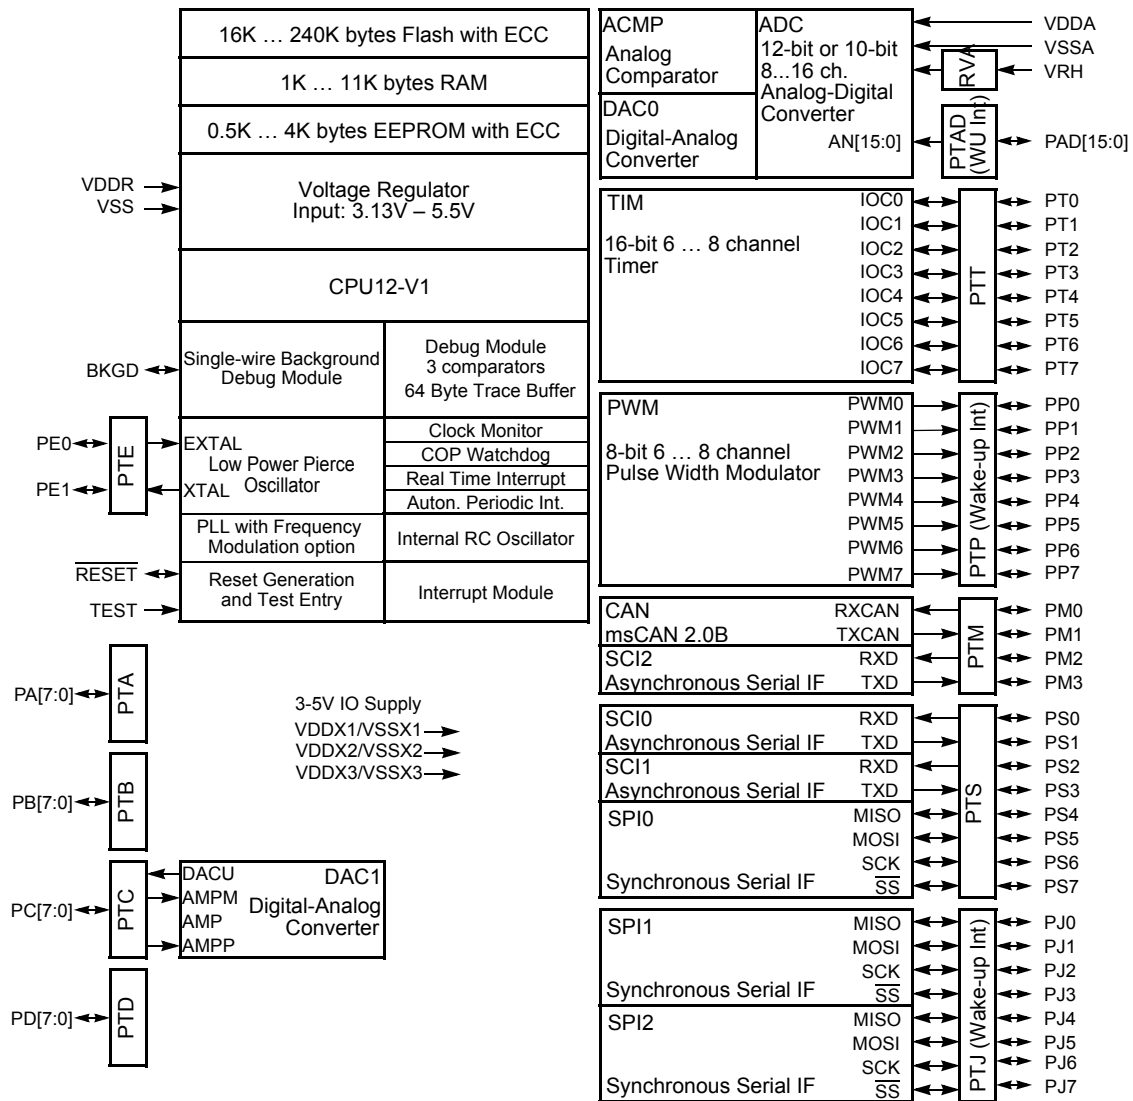 16K … 240K bytes Flash with ECC
1K … 11K bytes RAM
0.5K … 4K bytes EEPROM with ECC
VDDR
VSS
Voltage Regulator
Input: 3.13V – 5.5V
CPU12-V1
BKGD
Single-wire Background
Debug Module
Debug Module
3 comparators
64 Byte Trace Buffer
PE0
PE1
PTE
EXTAL
Low Power Pierce
Oscillator
XTAL
Clock Monitor
COP Watchdog
Real Time Interrupt
Auton. Periodic Int.
PLL with Frequency
Modulation option
Internal RC Oscillator
RESET
TEST
Reset Generation
and Test Entry
Interrupt Module
PA[7:0]
PTA
3-5V IO Supply
VDDX1/VSSX1
VDDX2/VSSX2
VDDX3/VSSX3
PB[7:0]
PTB
PC[7:0]
PTC
DACU
AMPM
AMP
AMPP
DAC1
Digital-Analog
Converter
PD[7:0]
PTD
ACMP
Analog
Comparator
DAC0
Digital-Analog
Converter
ADC
12-bit or 10-bit
8...16 ch.
Analog-Digital
Converter
AN[15:0]
RVA
PTAD
(WU Int)
VDDA
VSSA
VRH
PAD[15:0]
TIM
16-bit 6 … 8 channel
Timer
IOC0
IOC1
IOC2
IOC3
IOC4
IOC5
IOC6
IOC7
PTT
PT0
PT1
PT2
PT3
PT4
PT5
PT6
PT7
PWM
8-bit 6 … 8 channel
Pulse Width Modulator
PWM0
PWM1
PWM2
PWM3
PWM4
PWM5
PWM6
PWM7
PTP (Wake-up Int)
PP0
PP1
PP2
PP3
PP4
PP5
PP6
PP7
CAN
msCAN 2.0B
RXCAN
TXCAN
SCI2
Asynchronous Serial IF
RXD
TXD
PTM
PM0
PM1
PM2
PM3
SCI0
Asynchronous Serial IF
RXD
TXD
SCI1
Asynchronous Serial IF
RXD
TXD
SPI0
Synchronous Serial IF
MISO
MOSI
SCK
SS
PTS
PS0
PS1
PS2
PS3
PS4
PS5
PS6
PS7
SPI1
Synchronous Serial IF
MISO
MOSI
SCK
SS
SPI2
Synchronous Serial IF
MISO
MOSI
SCK
SS
PTJ (Wake-up Int)
PJ0
PJ1
PJ2
PJ3
PJ4
PJ5
PJ6
PJ7